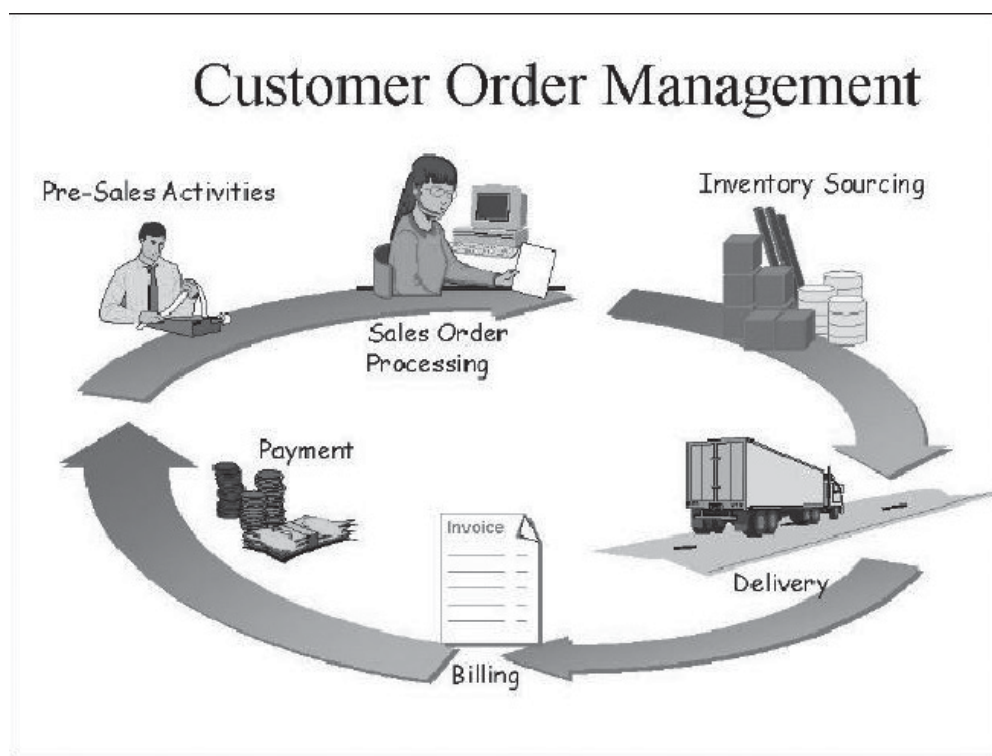 Customer Order Management
Pre-Sales Activities
Inventory Sourcing
Sales Order
Processing
Payment
Invoice
Delivery
Billing